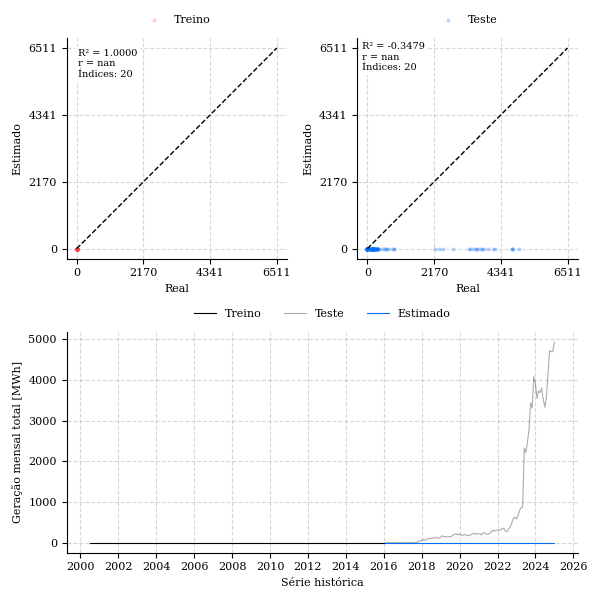 Treino
Teste
6511
R² = 1.0000
r = nan
Índices: 20
4341
2170
0
Estimado
0 2170 4341 6511
Real
6511
R² = -0.3479
r = nan
Índices: 20
4341
2170
0
Estimado
0 2170 4341 6511
Real
Treino Teste Estimado
5000
4000
3000
2000
1000
0
Geração mensal total [MWh]
2000 2002 2004 2006 2008 2010 2012 2014 2016 2018 2020 2022 2024 2026
Série histórica